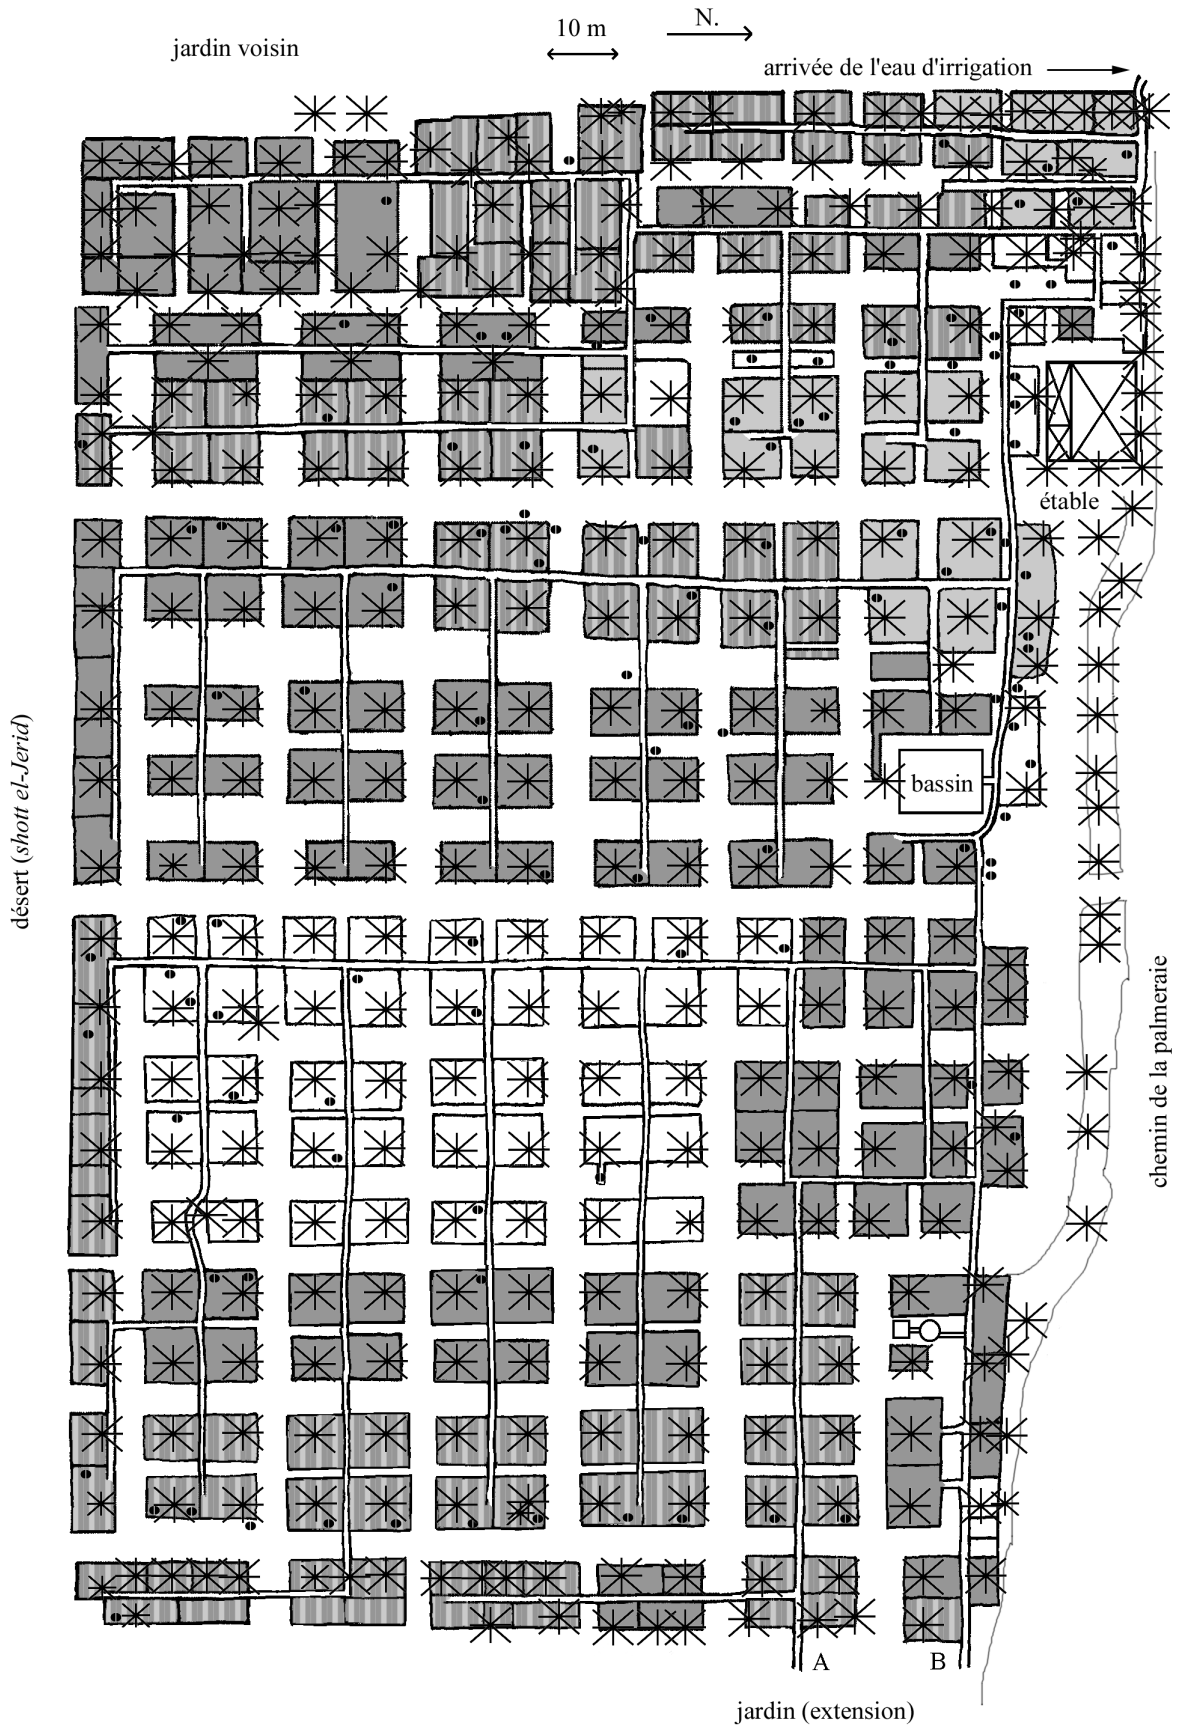 10 m
N.
jardin voisin
arrivée de l'eau d'irrigation
étable
désert (shott el-Jerid)
bassin
chemin de la palmeraie
A
B
jardin (extension)